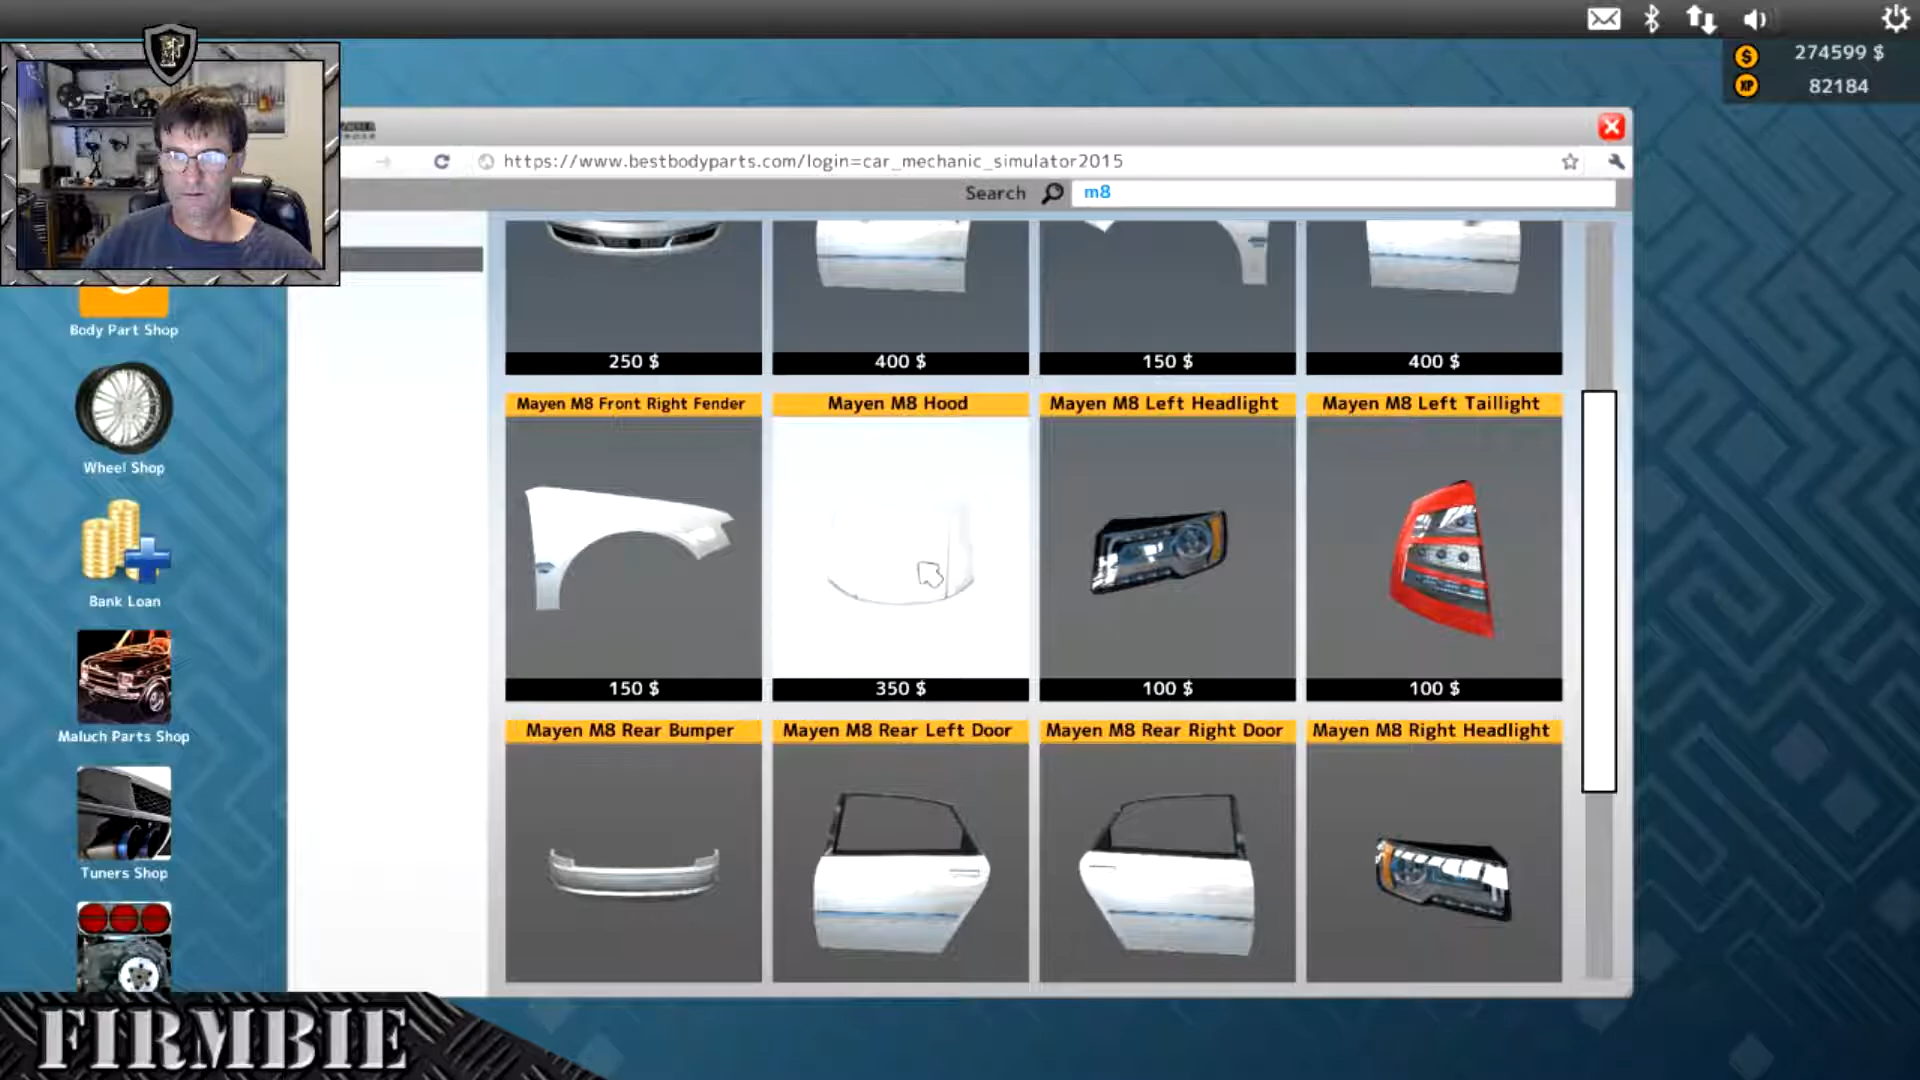 274599 $
XP
82184
https://www.bestbodyparts.com/login=car_mechanic_simulator2015
Search
m8
Body Part Shop
Wheel Shop
Bank Loan
Maluch Parts Shop
Tuners Shop
250 $
400 $
150 $
400 $
Mayen M8 Front Right Fender
Mayen M8 Hood
Mayen M8 Left Headlight
Mayen M8 Left Taillight
150 $
350 $
100 $
100 $
Mayen M8 Rear Bumper
Mayen M8 Rear Left Door
Mayen M8 Rear Right Door
Mayen M8 Right Headlight
FIRMBIE